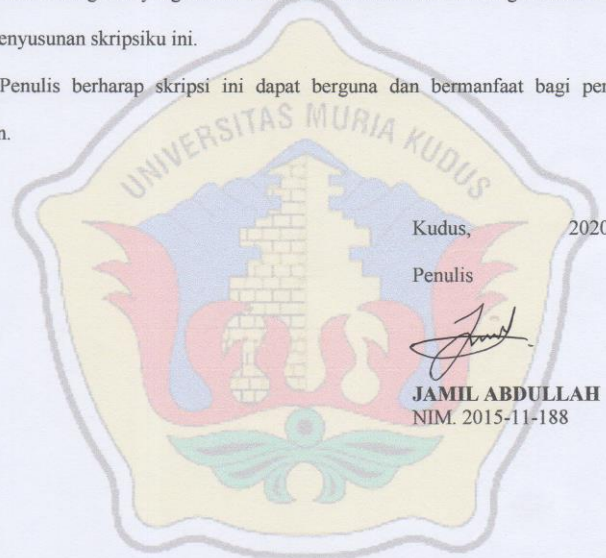 enyusunan skripsiku ini.
Penulis berharap skripsi ini dapat berguna dan bermanfaat bagi
n.
UNIVERSITAS MURIA KUDUS
Kudus, 2020
Penulis
JAMIL ABDULLAH
NIM. 2015-11-188